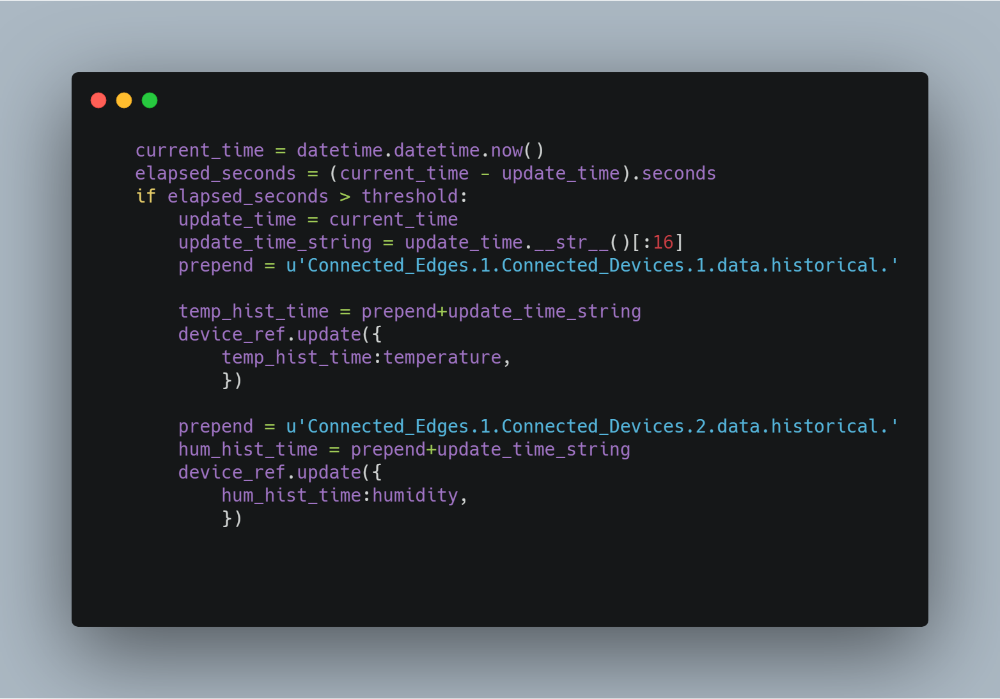 current_time = datetime.datetime.now()
elapsed_seconds = (current_time - update_time).seconds
if elapsed_seconds > threshold:
    update_time = current_time
    update_time_string = update_time.__str__()[:16]
    prepend = u'Connected_Edges.1.Connected_Devices.1.data.historical.'

    temp_hist_time = prepend+update_time_string
    device_ref.update({
        temp_hist_time:temperature,
        })

    prepend = u'Connected_Edges.1.Connected_Devices.2.data.historical.'
    hum_hist_time = prepend+update_time_string
    device_ref.update({
        hum_hist_time:humidity,
        })